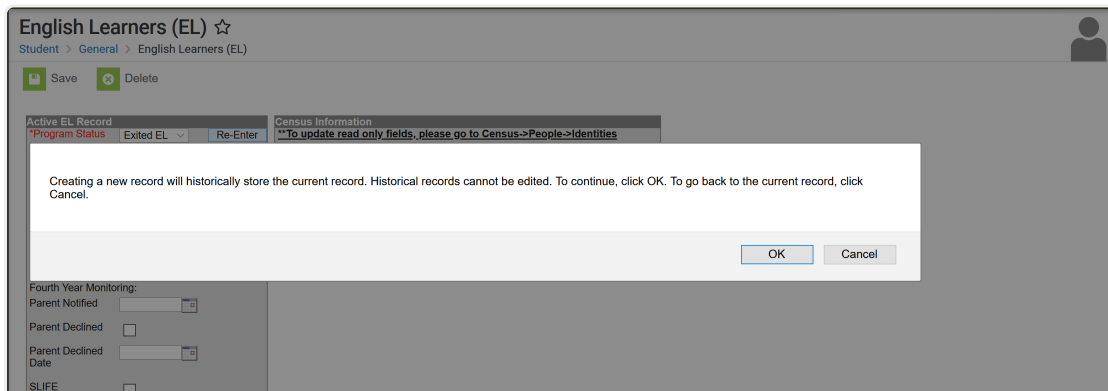 English Learners (EL)
Student > General > English Learners (EL)
Save Delete
Active EL Record
*Program Status Exited EL Re-Enter
Census Information
**To update read only fields, please go to Census->People->Identities
Creating a new record will historically store the current record. Historical records cannot be edited. To continue, click OK. To go back to the current record, click
Cancel.
OK Cancel
Fourth Year Monitoring:
Parent Notified
Parent Declined
Parent Declined
Date
SLIFE